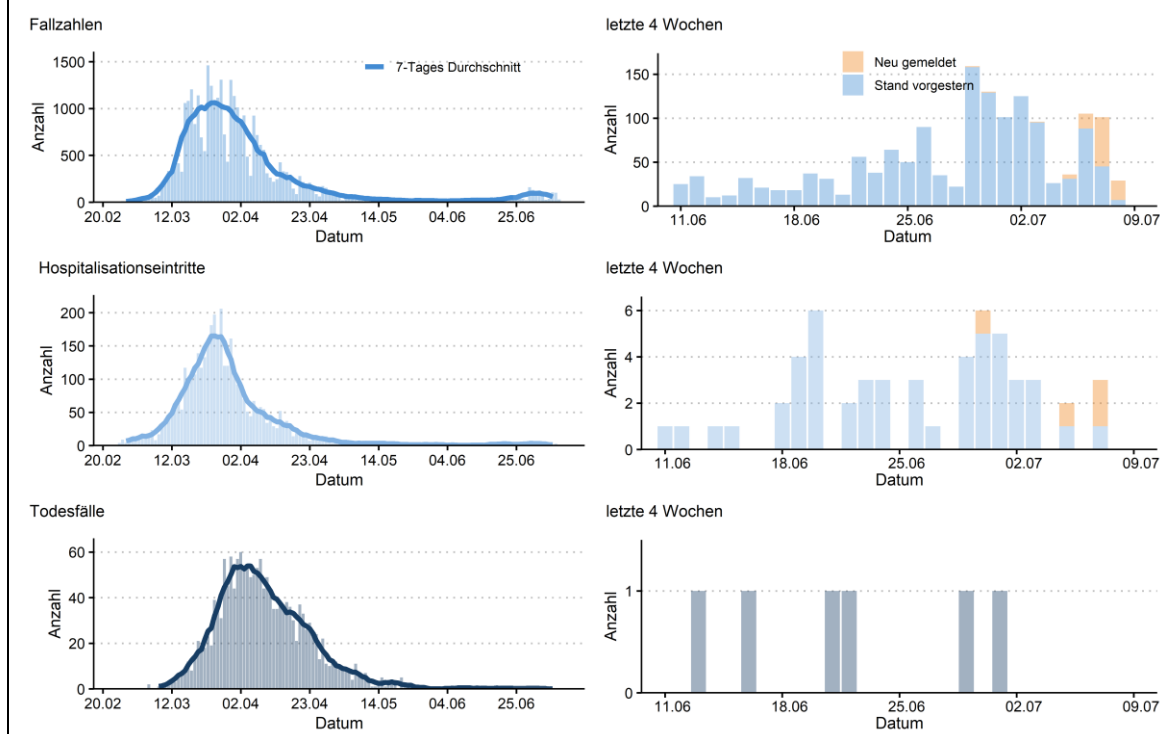 Fallzahlen
1500
1000
500
0
Anzahl
7-Tages Durchschnitt
20.02 12.03 02.04 23.04 14.05 04.06 25.06
Datum
letzte 4 Wochen
150
100
50
0
Anzahl
Neu gemeldet
Stand vorgestern
11.06 18.06 25.06 02.07 09.07
Datum
Hospitalisationseintritte
200
150
100
50
0
Anzahl
20.02 12.03 02.04 23.04 14.05 04.06 25.06
Datum
letzte 4 Wochen
6
4
2
0
Anzahl
11.06 18.06 25.06 02.07 09.07
Datum
Todesfälle
60
40
20
0
Anzahl
20.02 12.03 02.04 23.04 14.05 04.06 25.06
Datum
letzte 4 Wochen
1
0
Anzahl
11.06 18.06 25.06 02.07 09.07
Datum